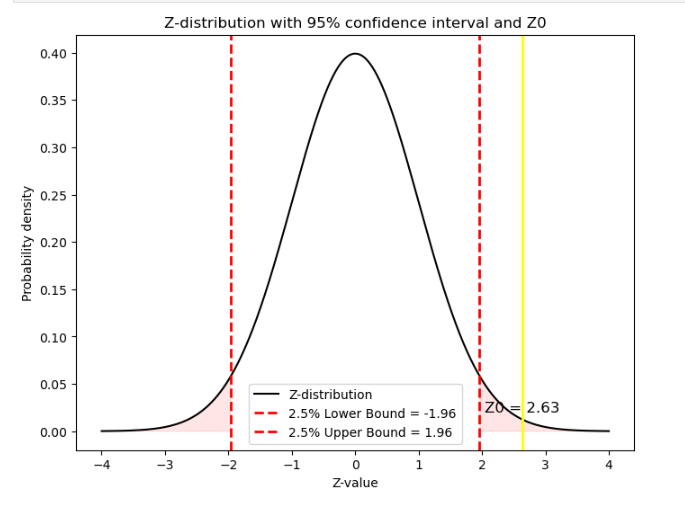 Z-distribution with 95% confidence interval and Z0
0.40
0.35
0.30
0.25
0.20
0.15
0.10
0.05
0.00
Probability density
Z-distribution
2.5% Lower Bound = -1.96
2.5% Upper Bound = 1.96
Z0 = 2.63
−4 −3 −2 −1 0 1 2 3 4
Z-value